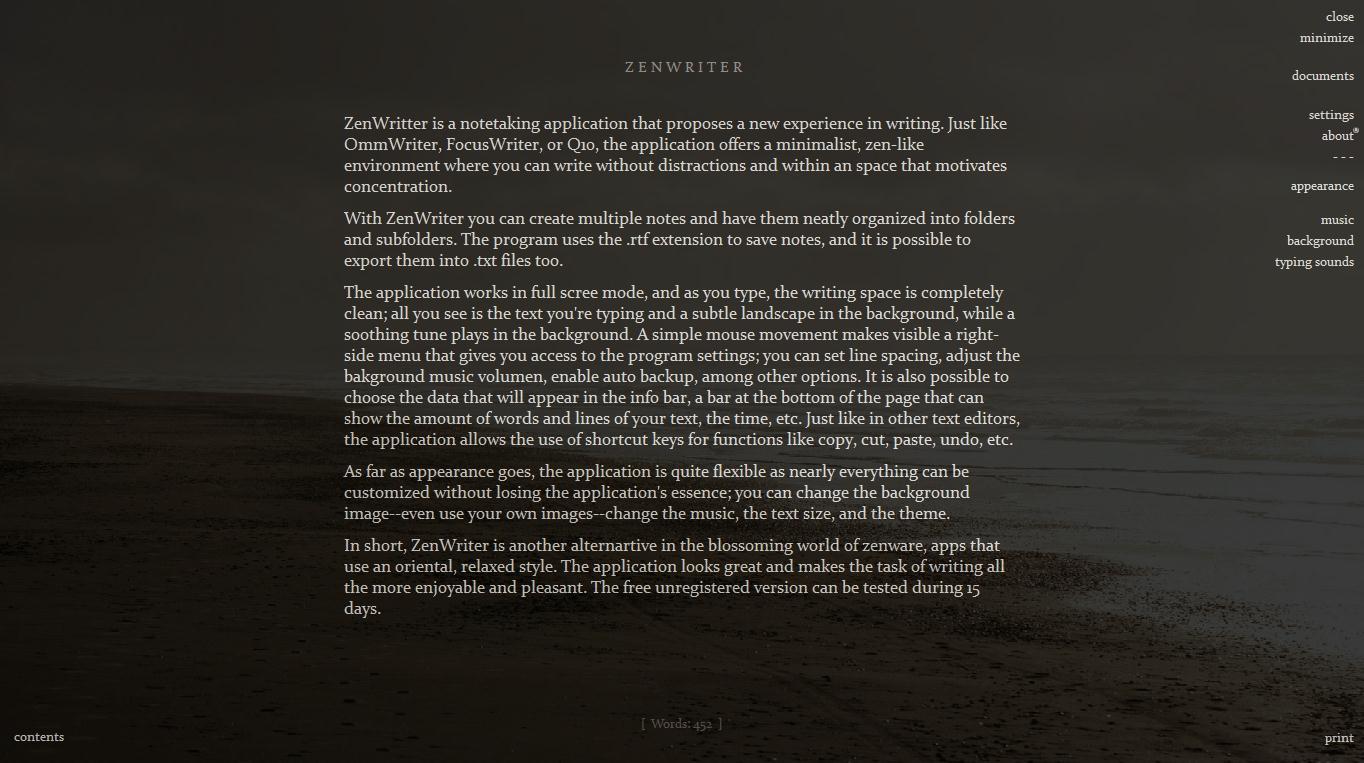 close
minimize
ZENWRITER
documents
settings
about®
- - -
appearance
music
background
typing sounds
ZenWritter is a notetaking application that proposes a new experience in writing. Just like
OmmWriter, FocusWriter, or Q10, the application offers a minimalist, zen-like
environment where you can write without distractions and within an space that motivates
concentration.
With ZenWriter you can create multiple notes and have them neatly organized into folders
and subfolders. The program uses the .rtf extension to save notes, and it is possible to
export them into .txt files too.
The application works in full scree mode, and as you type, the writing space is completely
clean; all you see is the text you're typing and a subtle landscape in the background, while a
soothing tune plays in the background. A simple mouse movement makes visible a right-
side menu that gives you access to the program settings; you can set line spacing, adjust the
bakground music volumen, enable auto backup, among other options. It is also possible to
choose the data that will appear in the info bar, a bar at the bottom of the page that can
show the amount of words and lines of your text, the time, etc. Just like in other text editors,
the application allows the use of shortcut keys for functions like copy, cut, paste, undo, etc.
As far as appearance goes, the application is quite flexible as nearly everything can be
customized without losing the application's essence; you can change the background
image--even use your own images--change the music, the text size, and the theme.
In short, ZenWriter is another alternartive in the blossoming world of zenware, apps that
use an oriental, relaxed style. The application looks great and makes the task of writing all
the more enjoyable and pleasant. The free unregistered version can be tested during 15
days.
[ Words: 452 ]
contents
print